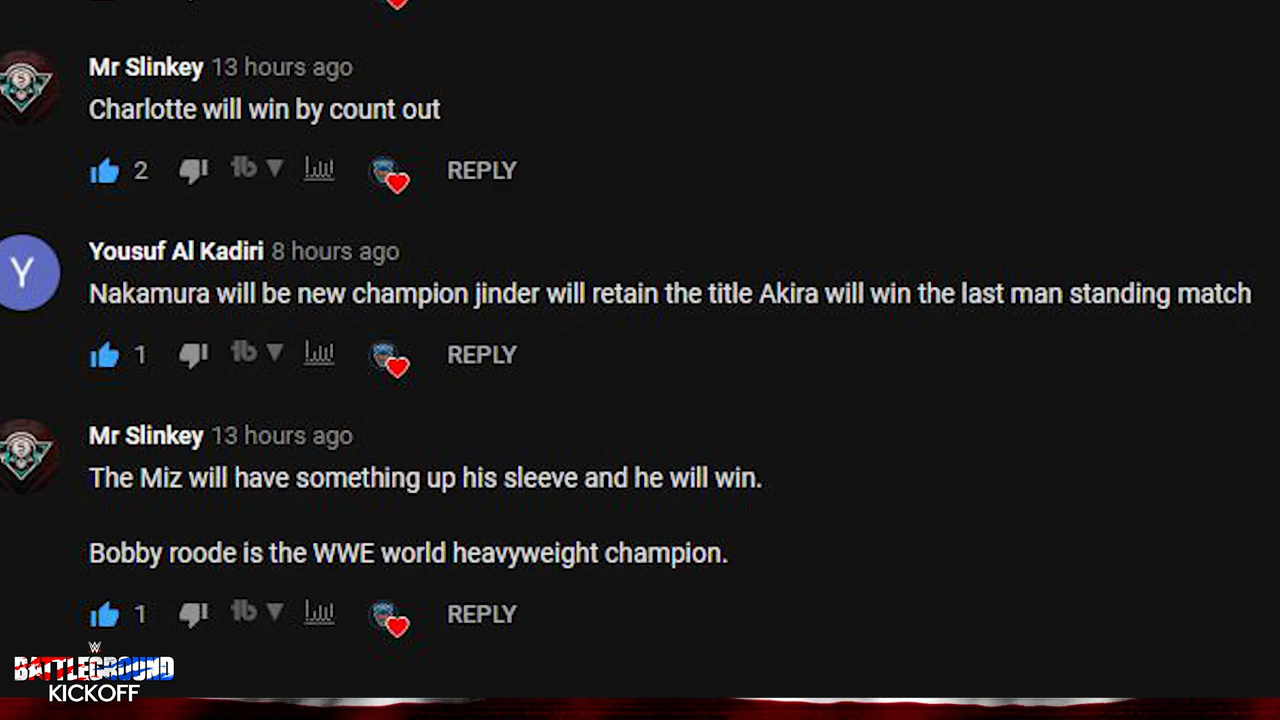 Mr Slinkey 13 hours ago
Charlotte will win by count out
2 REPLY
Y
Yousuf Al Kadiri 8 hours ago
Nakamura will be new champion jinder will retain the title Akira will win the last man standing match
1 REPLY
Mr Slinkey 13 hours ago
The Miz will have something up his sleeve and he will win.
Bobby roode is the WWE world heavyweight champion.
1 REPLY
W
BATTLEGROUND
KICKOFF